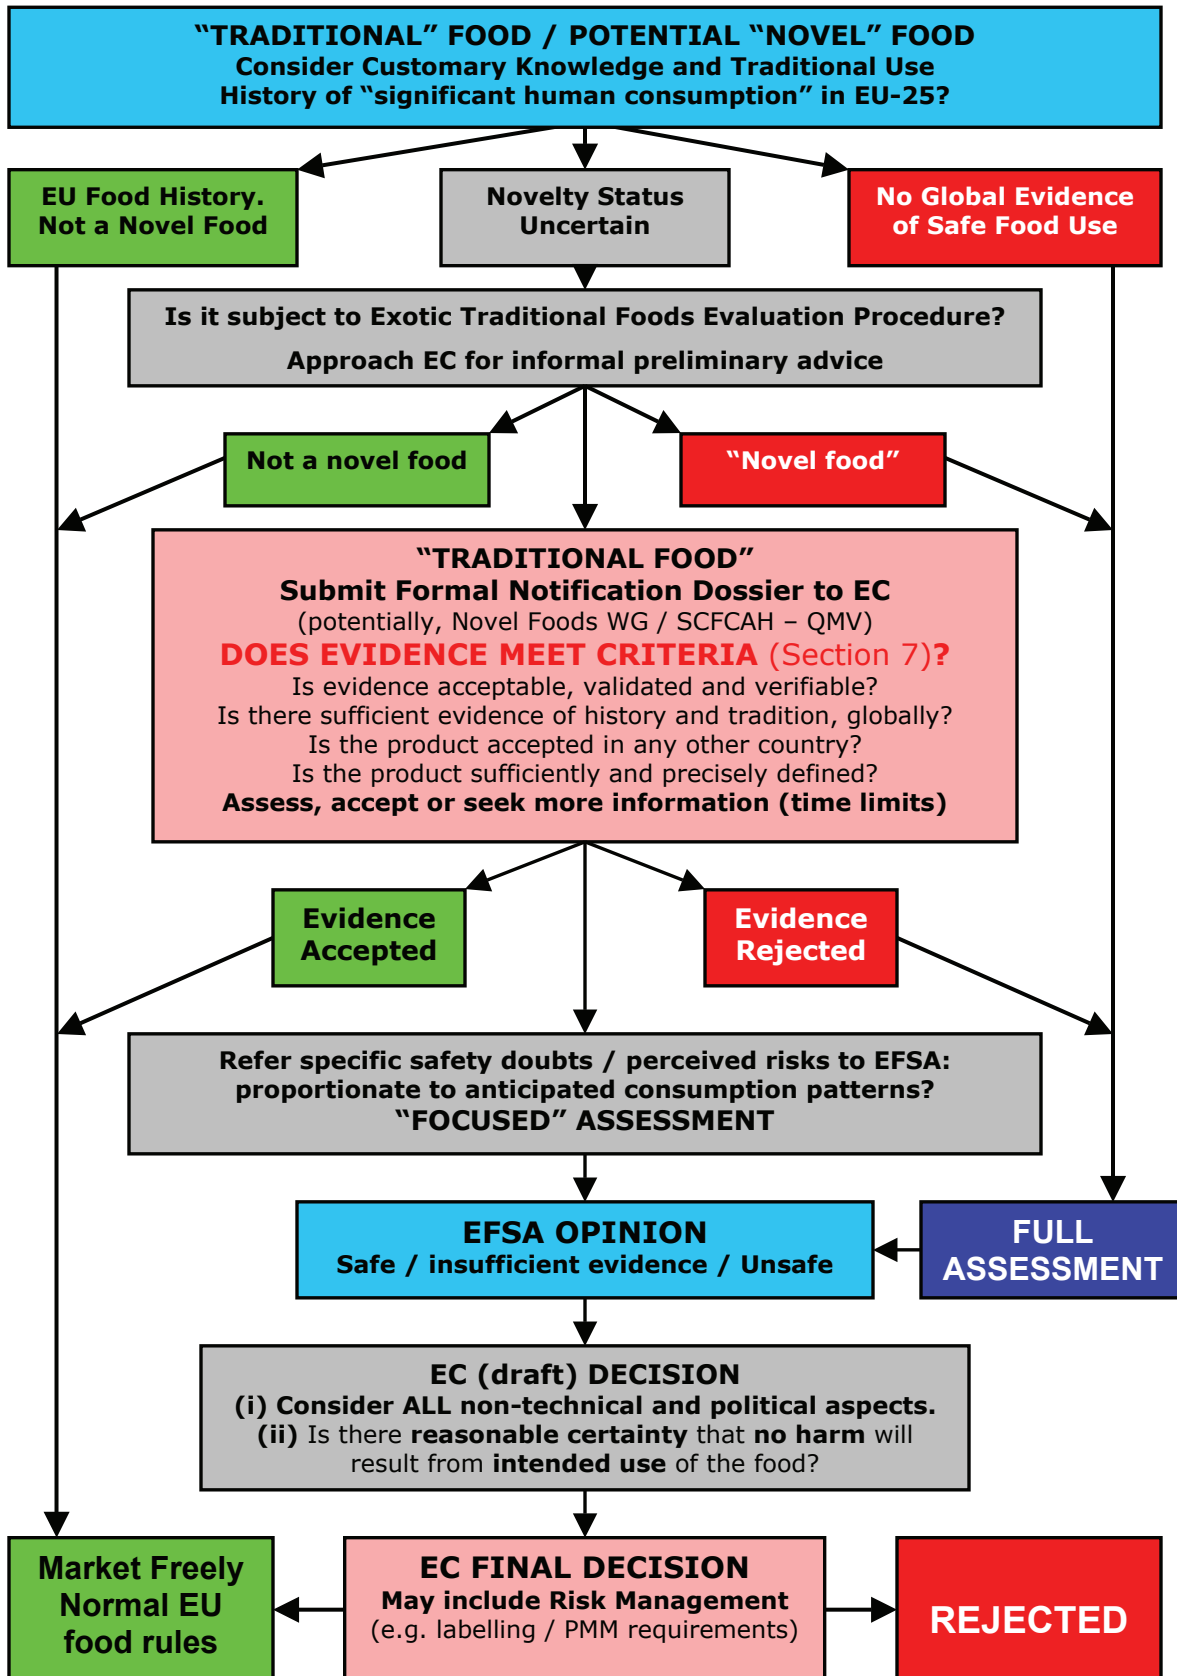 “TRADITIONAL” FOOD / POTENTIAL “NOVEL” FOOD
Consider Customary Knowledge and Traditional Use
History of “significant human consumption” in EU-25?
EU Food History.
Not a Novel Food
Novelty Status
Uncertain
No Global Evidence
of Safe Food Use
Is it subject to Exotic Traditional Foods Evaluation Procedure?
Approach EC for informal preliminary advice
Not a novel food
“Novel food”
“TRADITIONAL FOOD”
Submit Formal Notification Dossier to EC
(potentially, Novel Foods WG / SCFCAH – QMV)
DOES EVIDENCE MEET CRITERIA (Section 7)?
Is evidence acceptable, validated and verifiable?
Is there sufficient evidence of history and tradition, globally?
Is the product accepted in any other country?
Is the product sufficiently and precisely defined?
Assess, accept or seek more information (time limits)
Evidence
Accepted
Evidence
Rejected
Refer specific safety doubts / perceived risks to EFSA:
proportionate to anticipated consumption patterns?
“FOCUSED” ASSESSMENT
EFSA OPINION
Safe / insufficient evidence / Unsafe
FULL
ASSESSMENT
EC (draft) DECISION
(i) Consider ALL non-technical and political aspects.
(ii) Is there reasonable certainty that no harm will
result from intended use of the food?
Market Freely
Normal EU
food rules
EC FINAL DECISION
May include Risk Management
(e.g. labelling / PMM requirements)
REJECTED